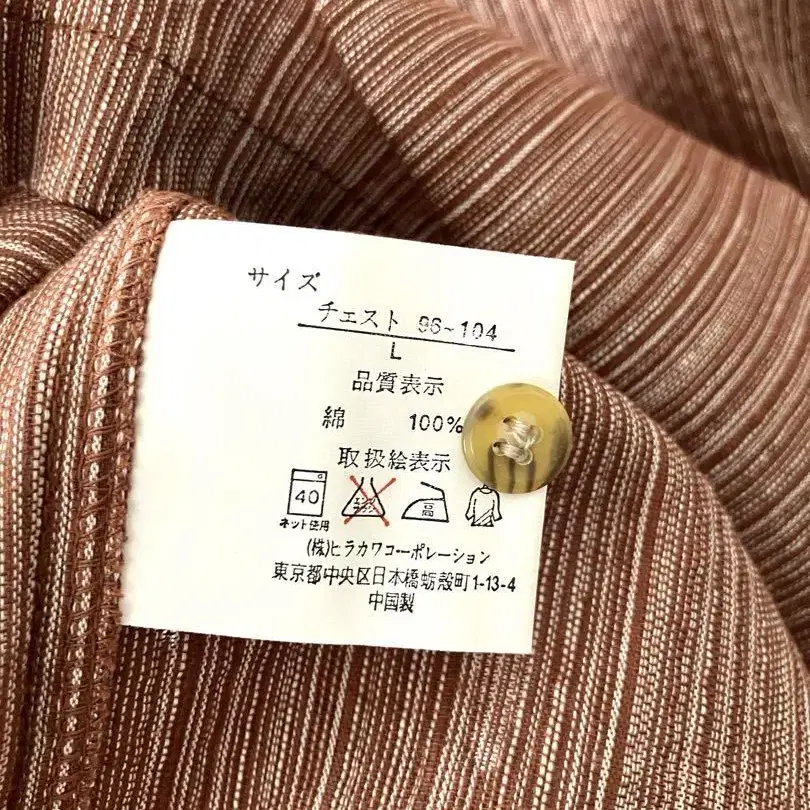 サイズ
チェスト 96~104
L
品質表示
綿 100%
取扱絵表示
40 高
ネット使用
(株)ヒラカワコーポレーション
東京都中央区日本橋蛎殻町1-13-4
中国製